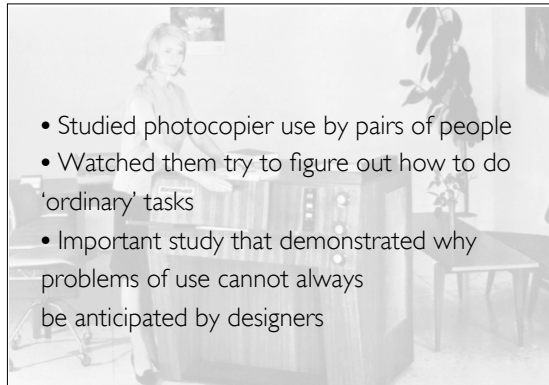 • Studied photocopier use by pairs of people
• Watched them try to figure out how to do
‘ordinary’ tasks
• Important study that demonstrated why
problems of use cannot always
be anticipated by designers